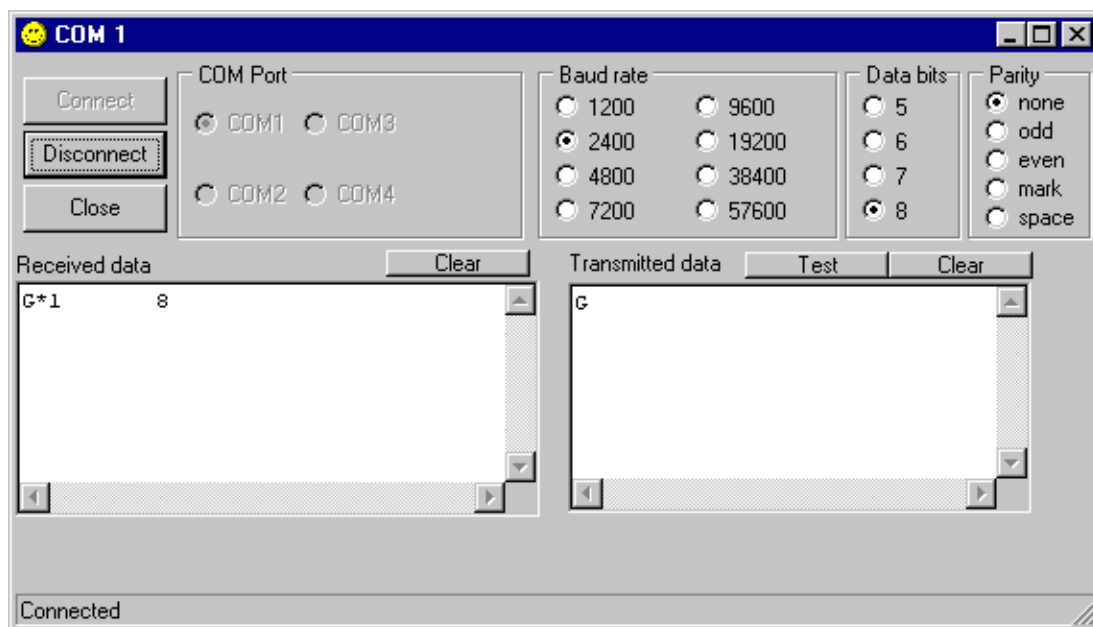 COM 1
Connect
Disconnect
Close
COM Port
COM1 COM3
COM2 COM4
Baud rate
1200 9600
2400 19200
4800 38400
7200 57600
Data bits
5
6
7
8
Parity
none
odd
even
mark
space
Received data Clear
G*1 8
Transmitted data Test Clear
G
Connected